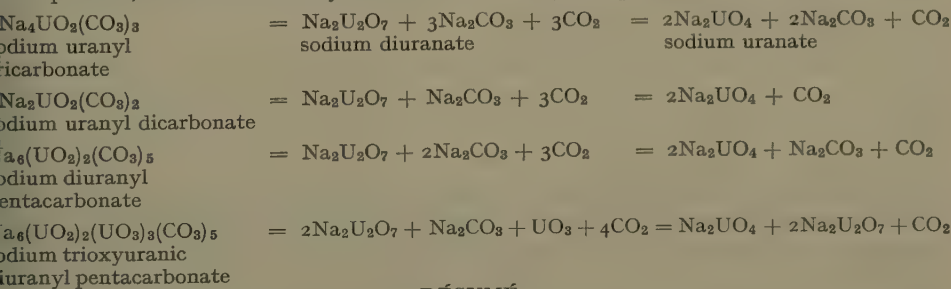 Na₄UO₂(CO₃)₃ = Na₂U₂O₇ + 3Na₂CO₃ + 3CO₂ = 2Na₂UO₄ + 2Na₂CO₃ + CO₂
odium uranyl sodium diuranate sodium uranate
ricarbonate
Na₂UO₂(CO₃)₂ = Na₂U₂O₇ + Na₂CO₃ + 3CO₂ = 2Na₂UO₄ + CO₂
odium uranyl dicarbonate
a₆(UO₂)₂(CO₃)₅ = Na₂U₂O₇ + 2Na₂CO₃ + 3CO₂ = 2Na₂UO₄ + Na₂CO₃ + CO₂
odium diuranyl
entacarbonate
a₆(UO₂)₂(UO₃)₃(CO₃)₅ = 2Na₂U₂O₇ + Na₂CO₃ + UO₃ + 4CO₂ = Na₂UO₄ + 2Na₂U₂O₇ + CO₂
odium trioxyuranic
iuranyl pentacarbonate